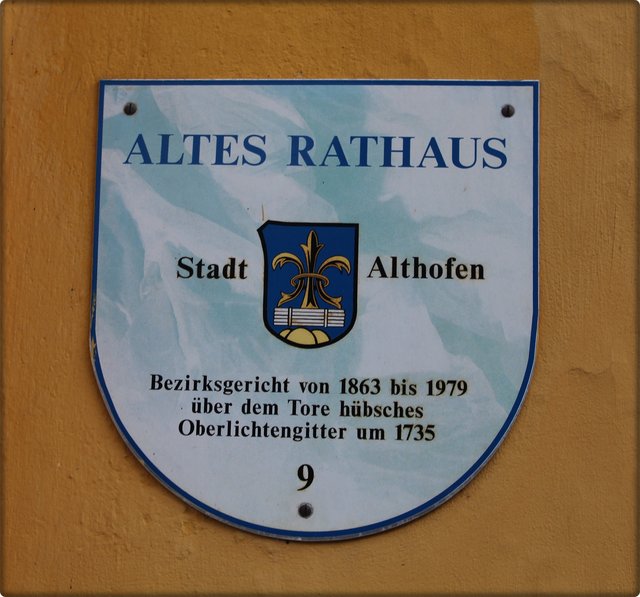 ALTES RATHAUS
Stadt Althofen
Bezirksgericht von 1863 bis 1979
über dem Tore hübsches
Oberlichtengitter um 1735
9